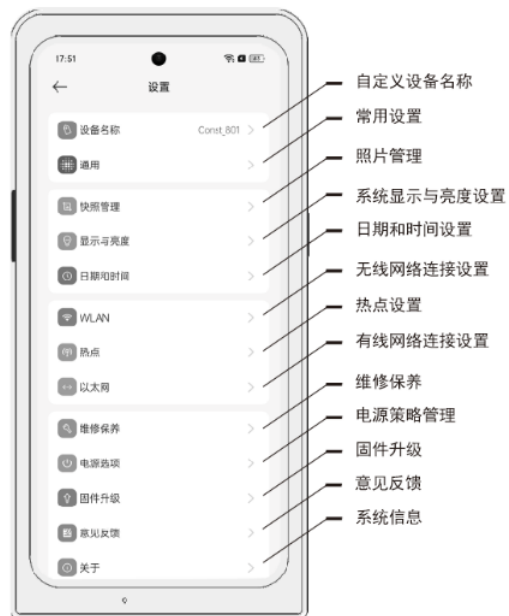 17:51
设置
设备名称 Const_801
自定义设备名称
通用
常用设置
快照管理
照片管理
显示与亮度
系统显示与亮度设置
日期和时间
日期和时间设置
WLAN
无线网络连接设置
热点
热点设置
以太网
有线网络连接设置
维修保养
维修保养
电源选项
电源策略管理
固件升级
固件升级
意见反馈
意见反馈
关于
系统信息